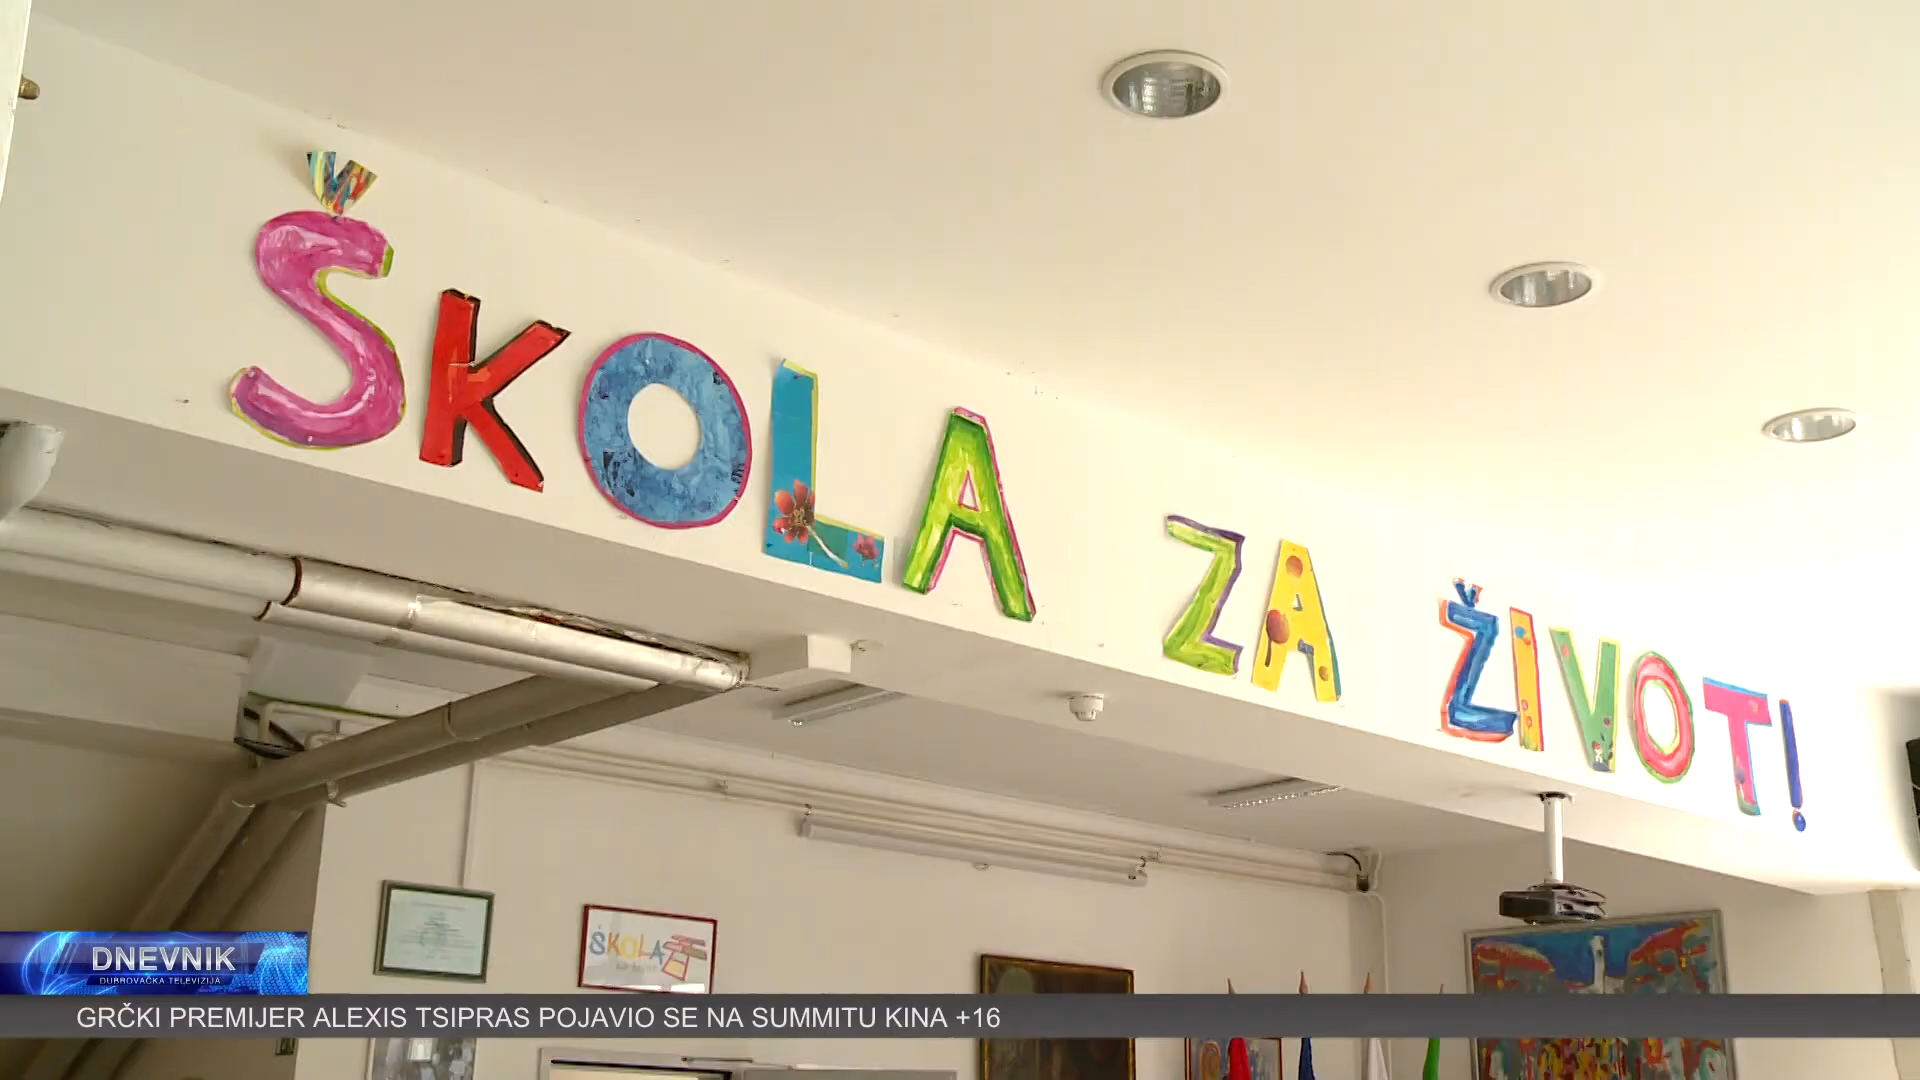 ŠKOLA ZA ŽIVOT!
ŠKOLA
DNEVNIK
DUBROVAČKA TELEVIZIJA
GRČKI PREMIJER ALEXIS TSIPRAS POJAVIO SE NA SUMMITU KINA +16